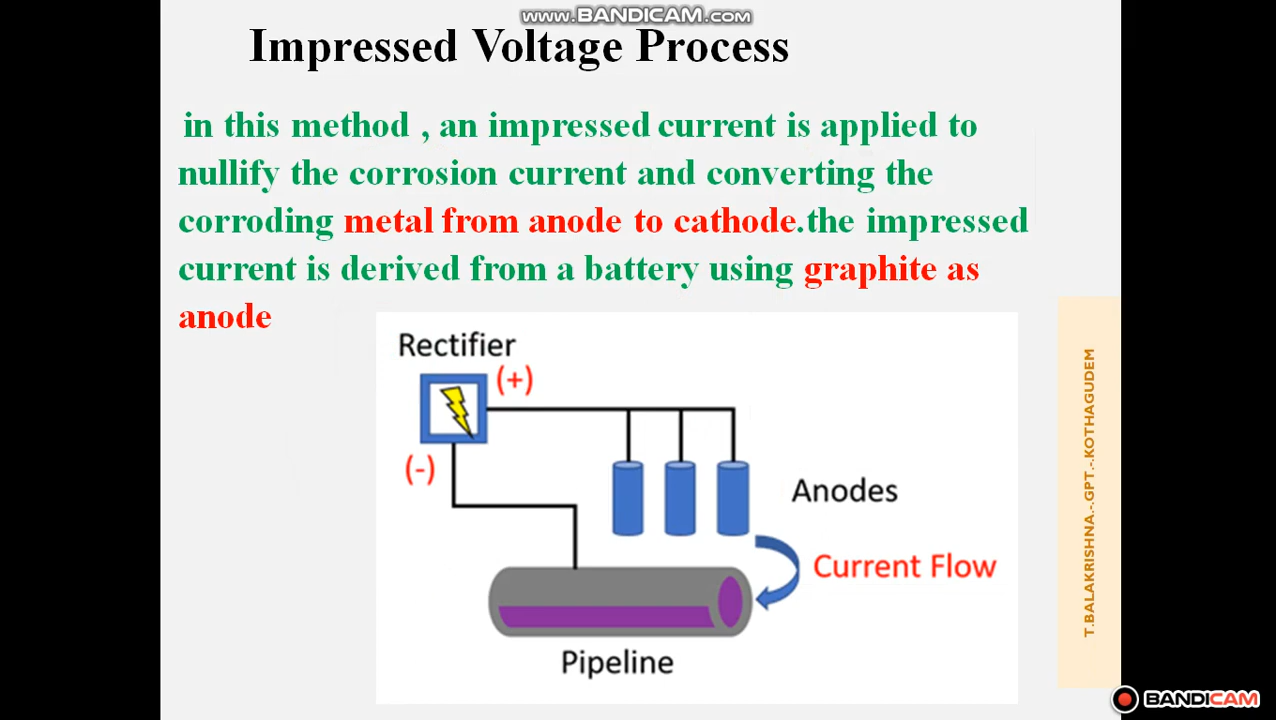 www.BANDICAM.com
Impressed Voltage Process
in this method , an impressed current is applied to
nullify the corrosion current and converting the
corroding metal from anode to cathode.the impressed
current is derived from a battery using graphite as
anode
Rectifier
(+)
(-)
Anodes
Current Flow
Pipeline
T.BALAKRISHNA.-.GPT.-.KOTHAGUDEM
BANDICAM